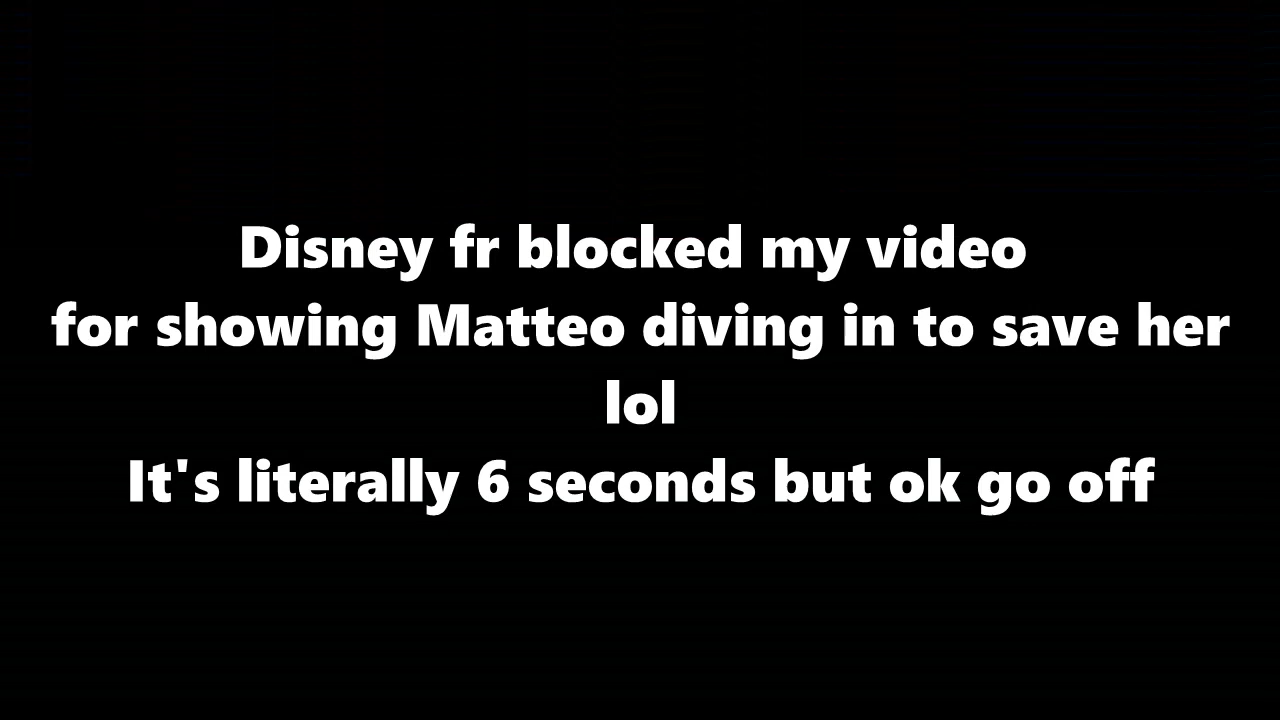 Disney fr blocked my video
for showing Matteo diving in to save her
lol
It's literally 6 seconds but ok go off